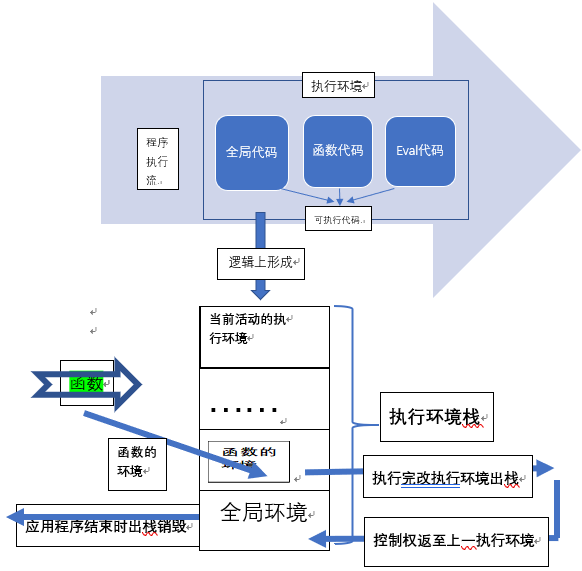 执行环境
程序
执行
流
全局代码
函数代码
Eval代码
可执行代码
逻辑上形成
当前活动的执
行环境
函数
······
执行环境栈
函数的
环境
函数的
环境
执行完改执行环境出栈
全局环境
应用程序结束时出栈销毁
控制权返至上一执行环境